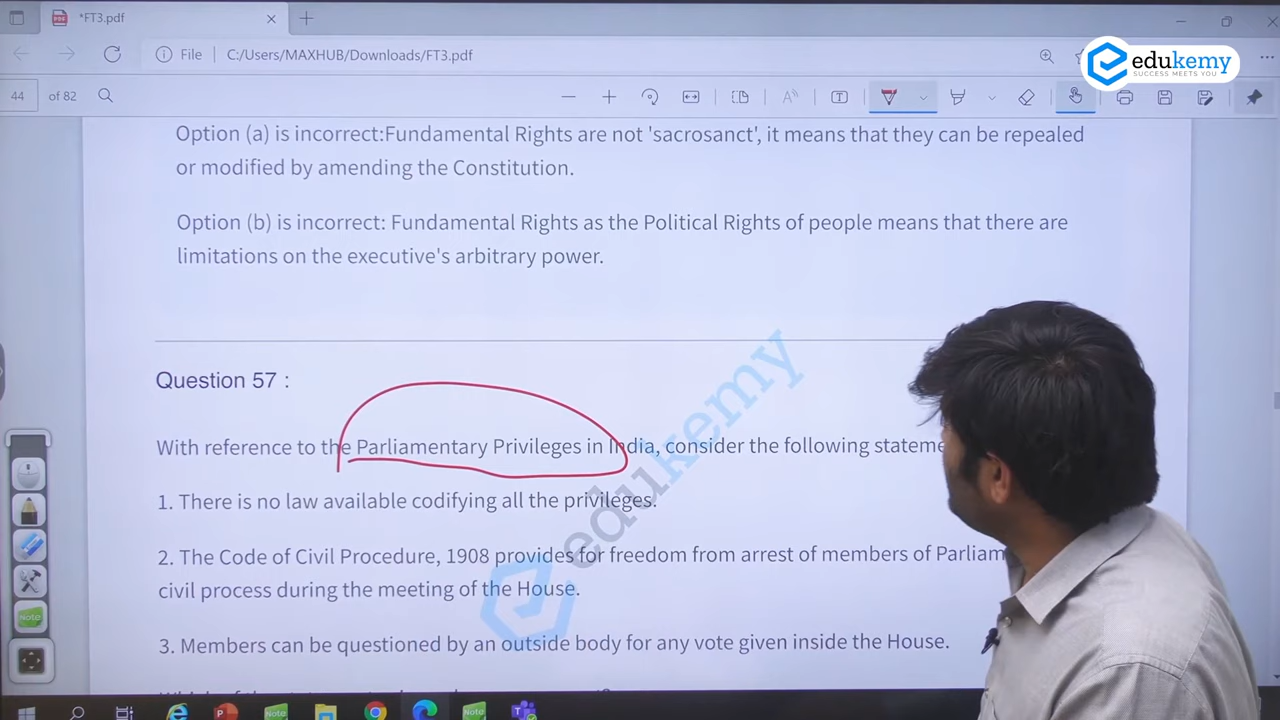 *FT3.pdf
File
C:/Users/MAXHUB/Downloads/FT3.pdf
edukemy
SUCCESS MEETS YOU
44
of 82
Option (a) is incorrect:Fundamental Rights are not 'sacrosanct', it means that they can be repealed
or modified by amending the Constitution.
Option (b) is incorrect: Fundamental Rights as the Political Rights of people means that there are
limitations on the executive's arbitrary power.
Question 57 :
With reference to the Parliamentary Privileges in India, consider the following
1. There is no law available codifying all the privileges.
2. The Code of Civil Procedure, 1908 provides for freedom from arrest of members of
civil process during the meeting of the House.
3. Members can be questioned by an outside body for any vote given inside the House.
edukemy
Note
Note
Note